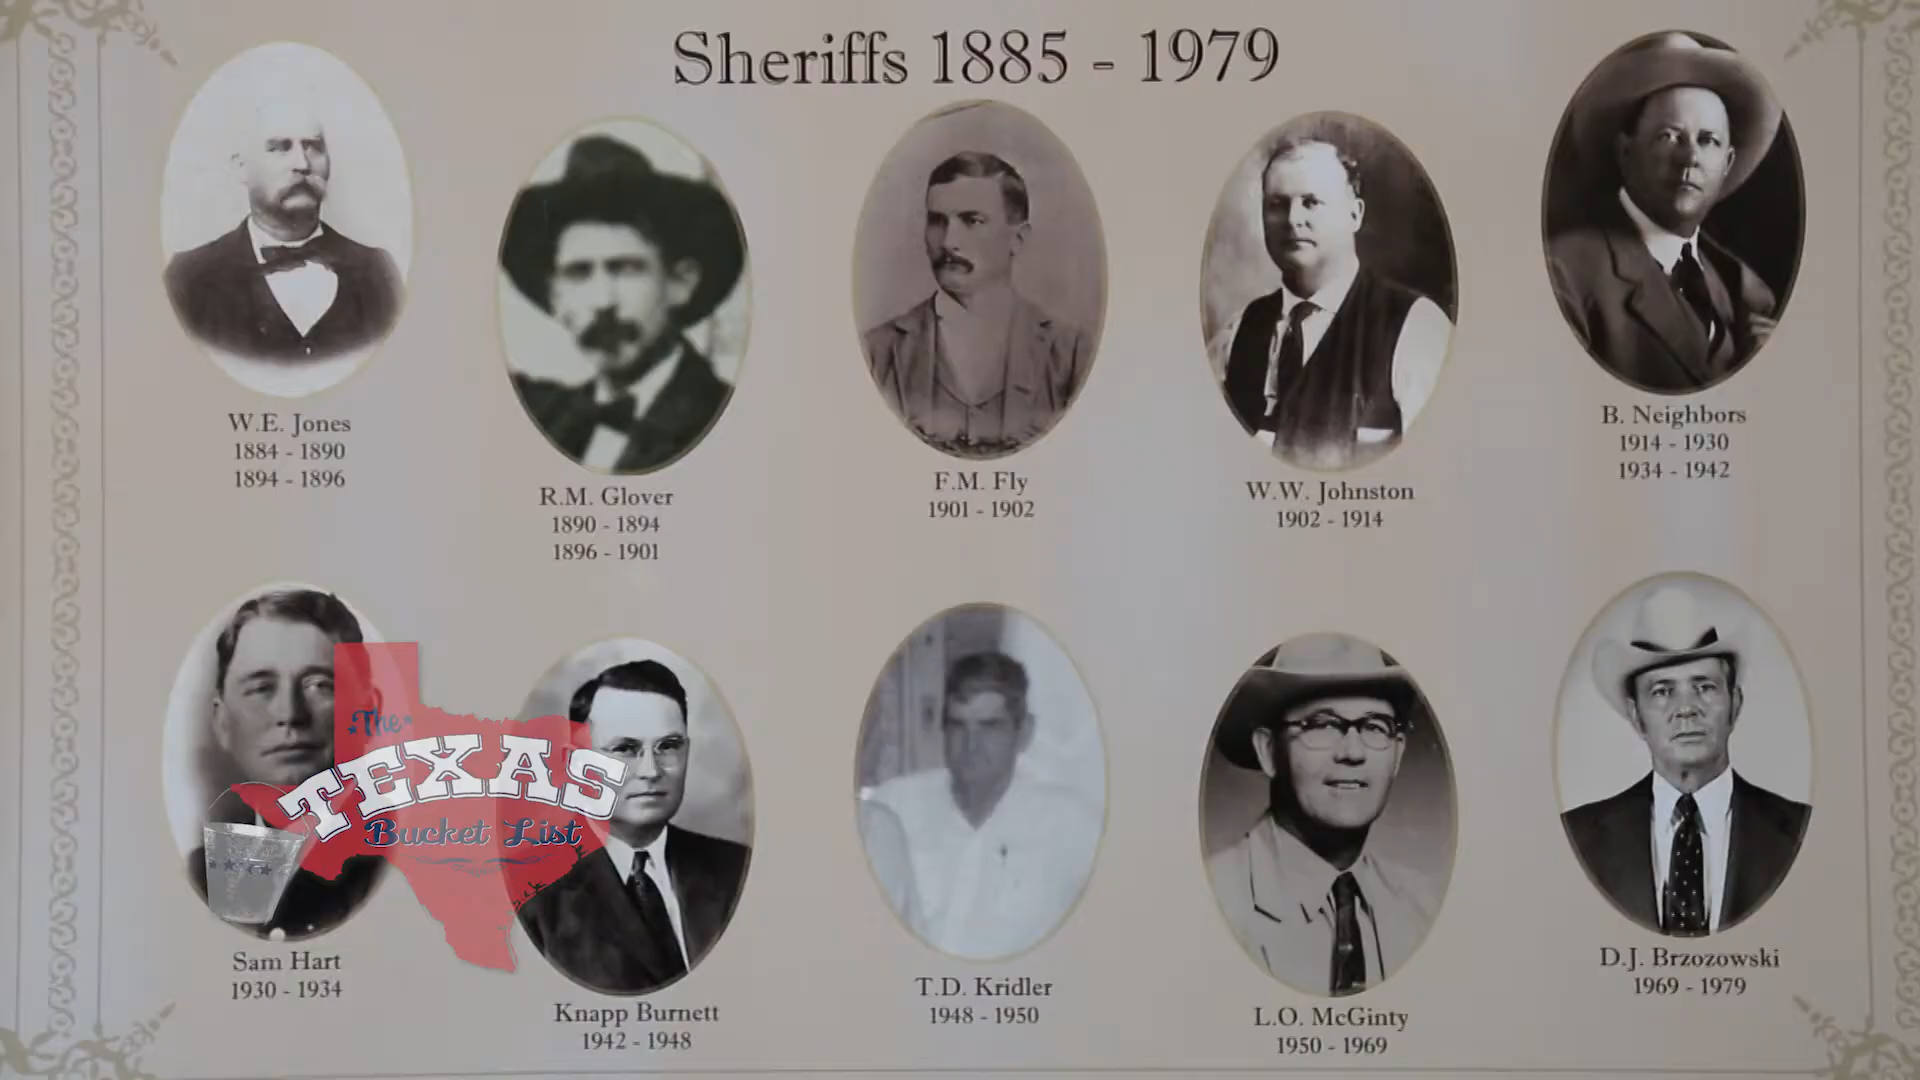 Sheriffs 1885 - 1979
W.E. Jones
1884 - 1890
1894 - 1896
R.M. Glover
1890 - 1894
1896 - 1901
F.M. Fly
1901 - 1902
W.W. Johnston
1902 - 1914
B. Neighbors
1914 - 1930
1934 - 1942
Sam Hart
1930 - 1934
Knapp Burnett
1942 - 1948
T.D. Kridler
1948 - 1950
L.O. McGinty
1950 - 1969
D.J. Brzozowski
1969 - 1979
The
TEXAS
Bucket List